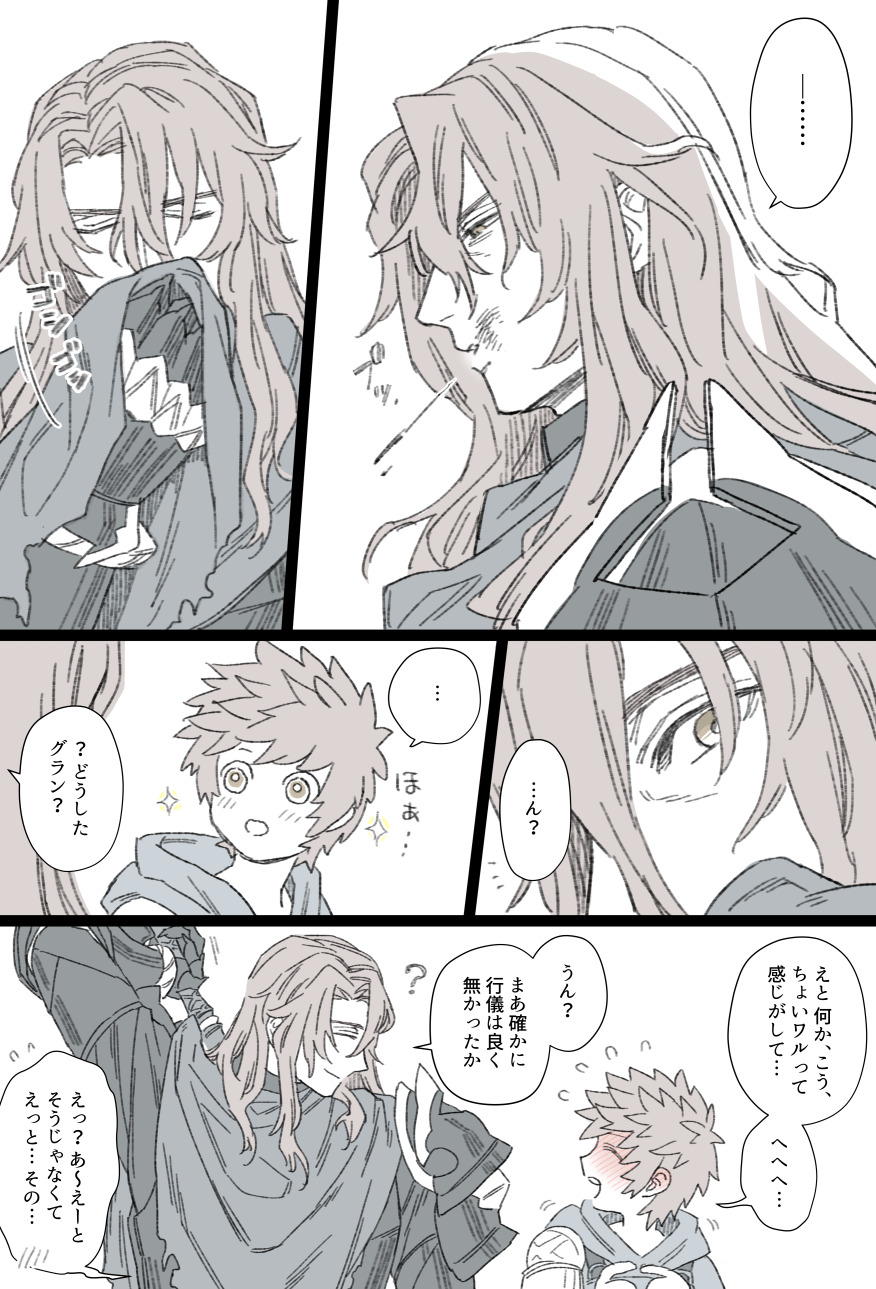 ―……
ペッ
ゴシ
ゴシッ
…ん？
…
ほぁ…
？どうした
グラン？
えと 何か、こう、
ちょいワルって
感じがして…
へへへ…
うん？
まあ確かに
行儀は良く
無かったか
？
えっ？あ～えーと
そうじゃなくて
えっと…その…